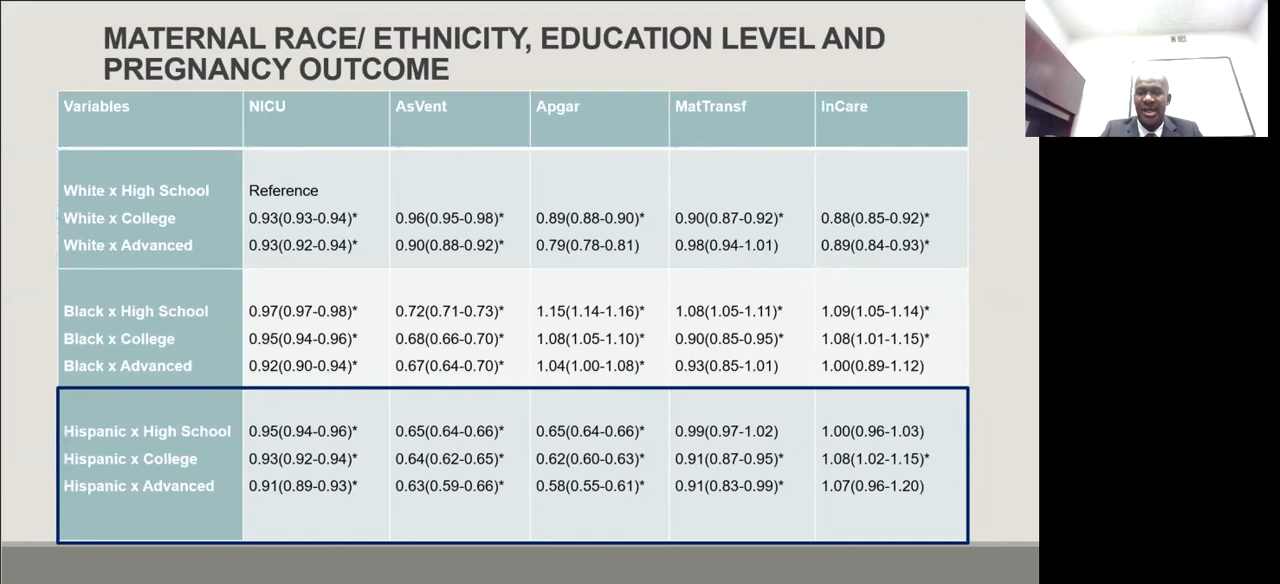 MATERNAL RACE/ ETHNICITY, EDUCATION LEVEL AND
PREGNANCY OUTCOME
Variables NICU AsVent Apgar MatTransf InCare
White x High School Reference
White x College 0.93(0.93-0.94)* 0.96(0.95-0.98)* 0.89(0.88-0.90)* 0.90(0.87-0.92)* 0.88(0.85-0.92)*
White x Advanced 0.93(0.92-0.94)* 0.90(0.88-0.92)* 0.79(0.78-0.81) 0.98(0.94-1.01) 0.89(0.84-0.93)*
Black x High School 0.97(0.97-0.98)* 0.72(0.71-0.73)* 1.15(1.14-1.16)* 1.08(1.05-1.11)* 1.09(1.05-1.14)*
Black x College 0.95(0.94-0.96)* 0.68(0.66-0.70)* 1.08(1.05-1.10)* 0.90(0.85-0.95)* 1.08(1.01-1.15)*
Black x Advanced 0.92(0.90-0.94)* 0.67(0.64-0.70)* 1.04(1.00-1.08)* 0.93(0.85-1.01) 1.00(0.89-1.12)
Hispanic x High School 0.95(0.94-0.96)* 0.65(0.64-0.66)* 0.65(0.64-0.66)* 0.99(0.97-1.02) 1.00(0.96-1.03)
Hispanic x College 0.93(0.92-0.94)* 0.64(0.62-0.65)* 0.62(0.60-0.63)* 0.91(0.87-0.95)* 1.08(1.02-1.15)*
Hispanic x Advanced 0.91(0.89-0.93)* 0.63(0.59-0.66)* 0.58(0.55-0.61)* 0.91(0.83-0.99)* 1.07(0.96-1.20)